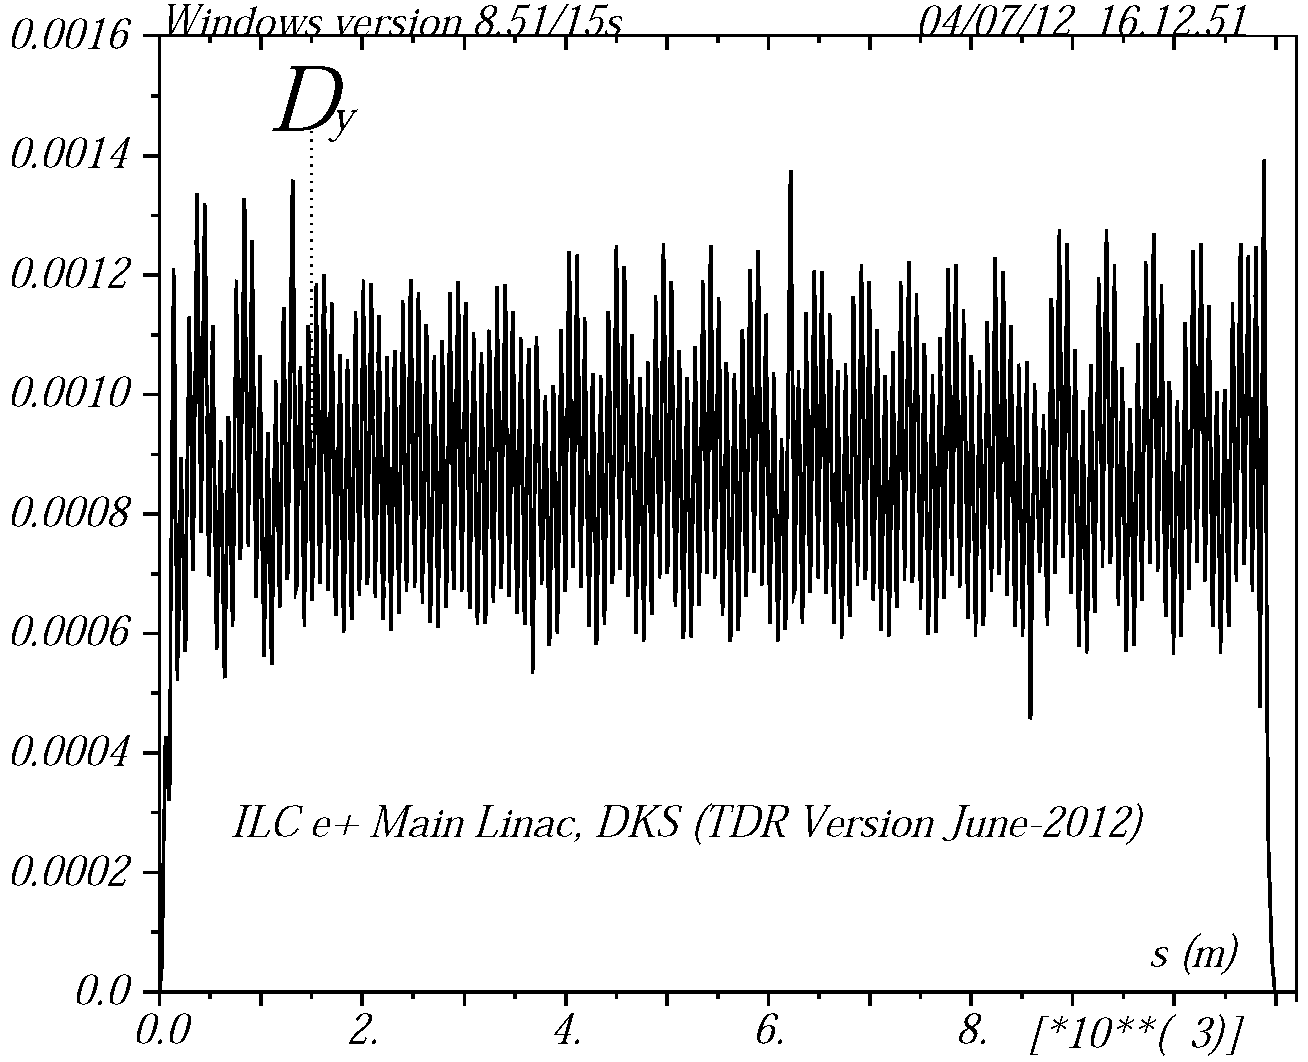 Windows version 8.51/15s 04/07/12 16.12.51
0.0016
Dy
0.0014
0.0012
0.0010
0.0008
0.0006
0.0004
ILC e+ Main Linac, DKS (TDR Version June-2012)
0.0002
s (m)
0.0
0.0 2. 4. 6. 8. [*10**( 3)]